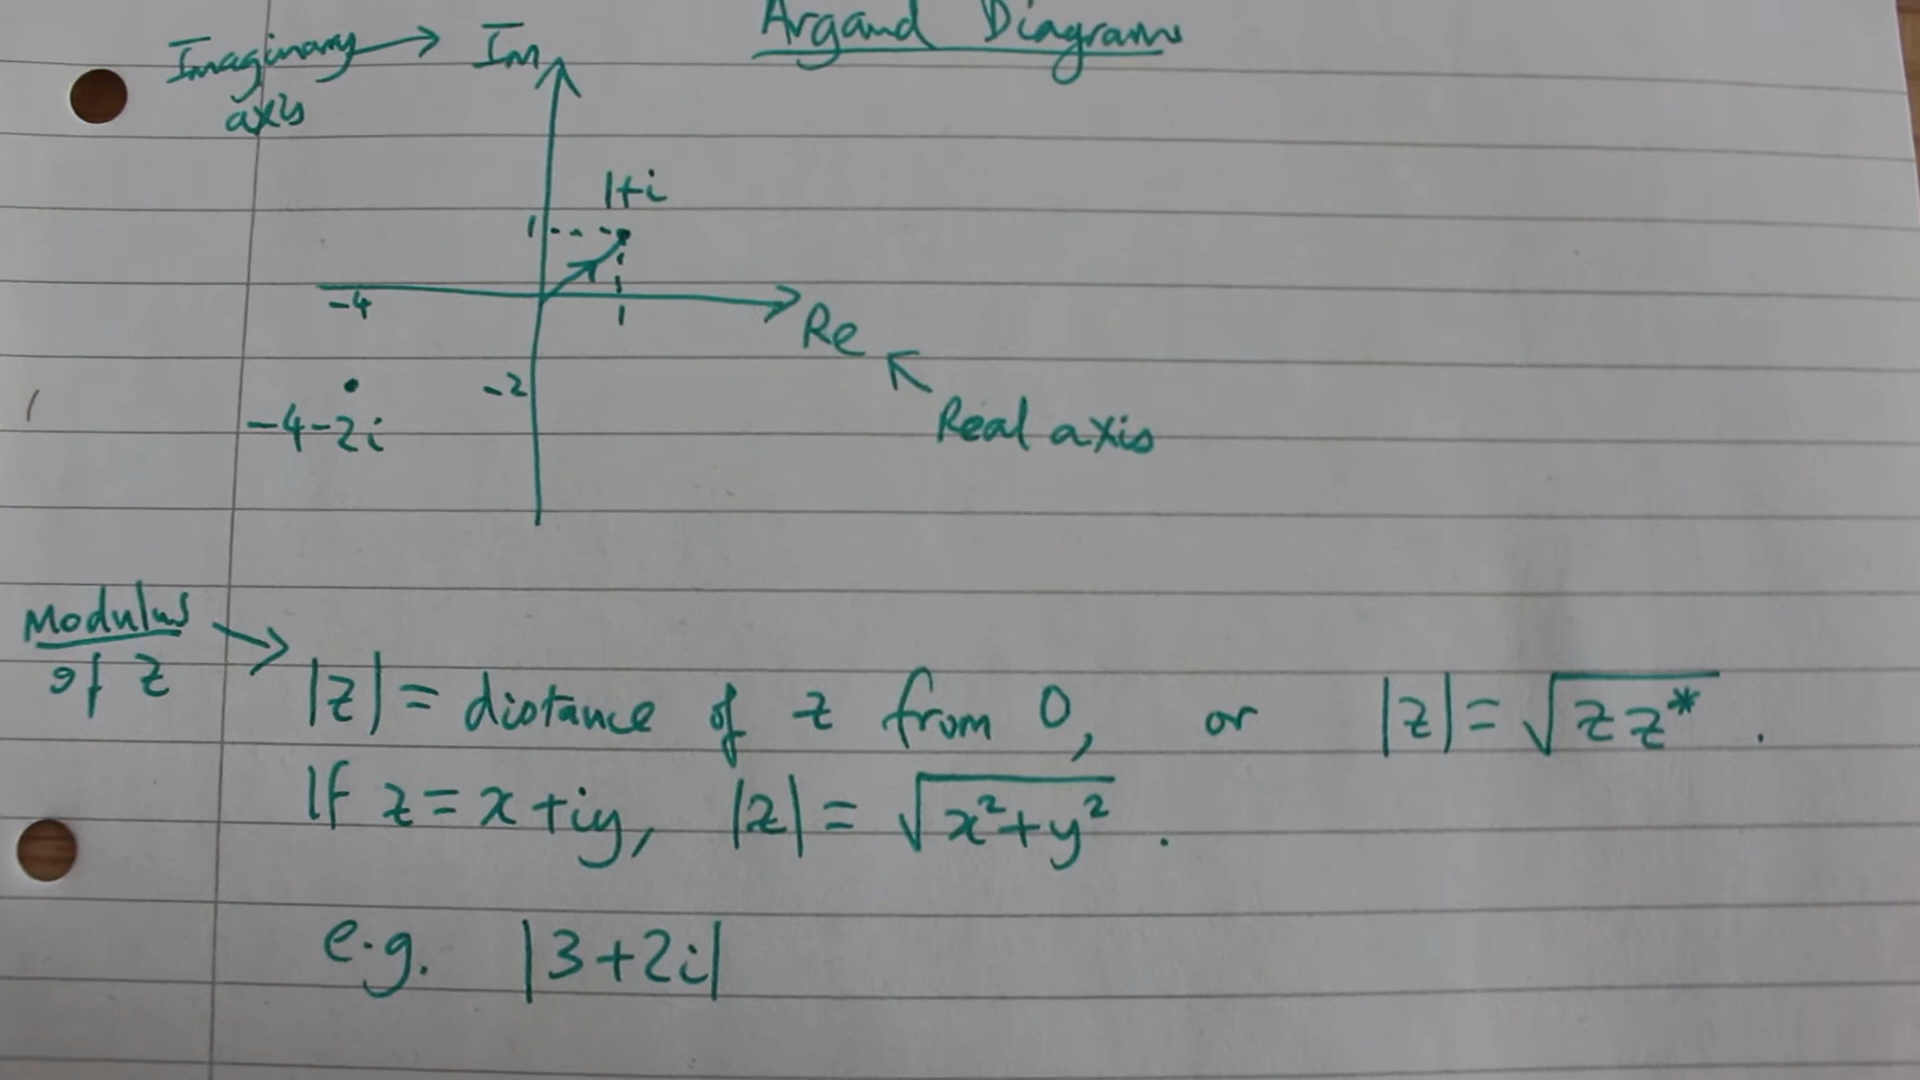 Argand Diagrams
Imaginary → Im
axis
1+i
1
-4
1
Re
-2
-4-2i
Real axis
Modulus
of z
|z| = distance of z from 0, or |z| = √zz* .
If z = x + iy, |z| = √x²+y² .
e.g. |3+2i|